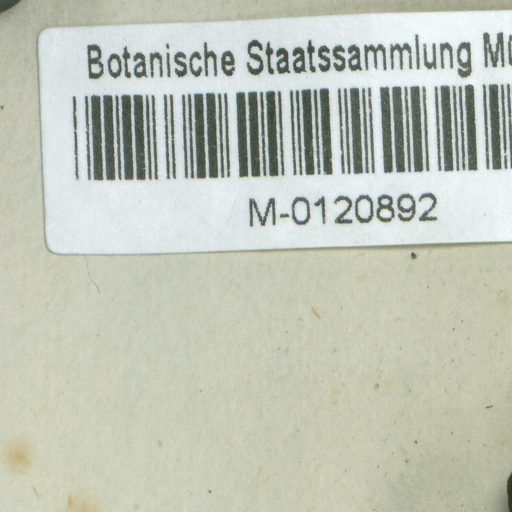 Botanische Staatssammlung Mü
M-0120892